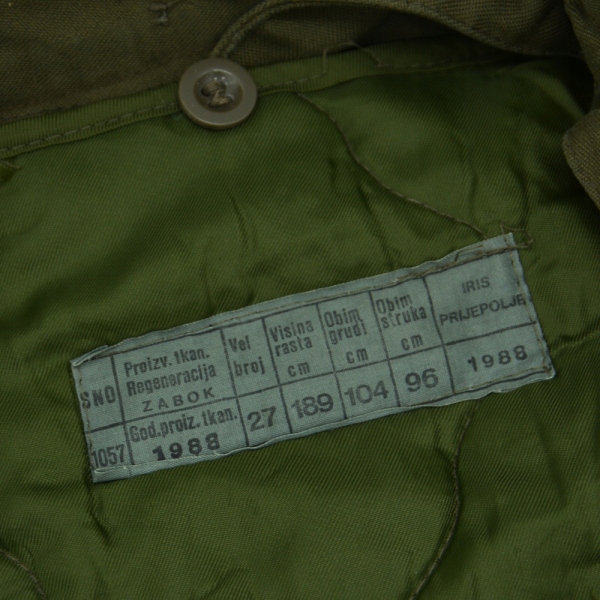 SNO
1057
Proizv. tkan.
Regeneracija
ZABOK
God.proiz. tkan.
1988
Vel
broj
27
Visina
rasta
cm
189
Obim
grudi
cm
104
Obim
struka
cm
96
IRIS
PRIJEPOLJE
1988